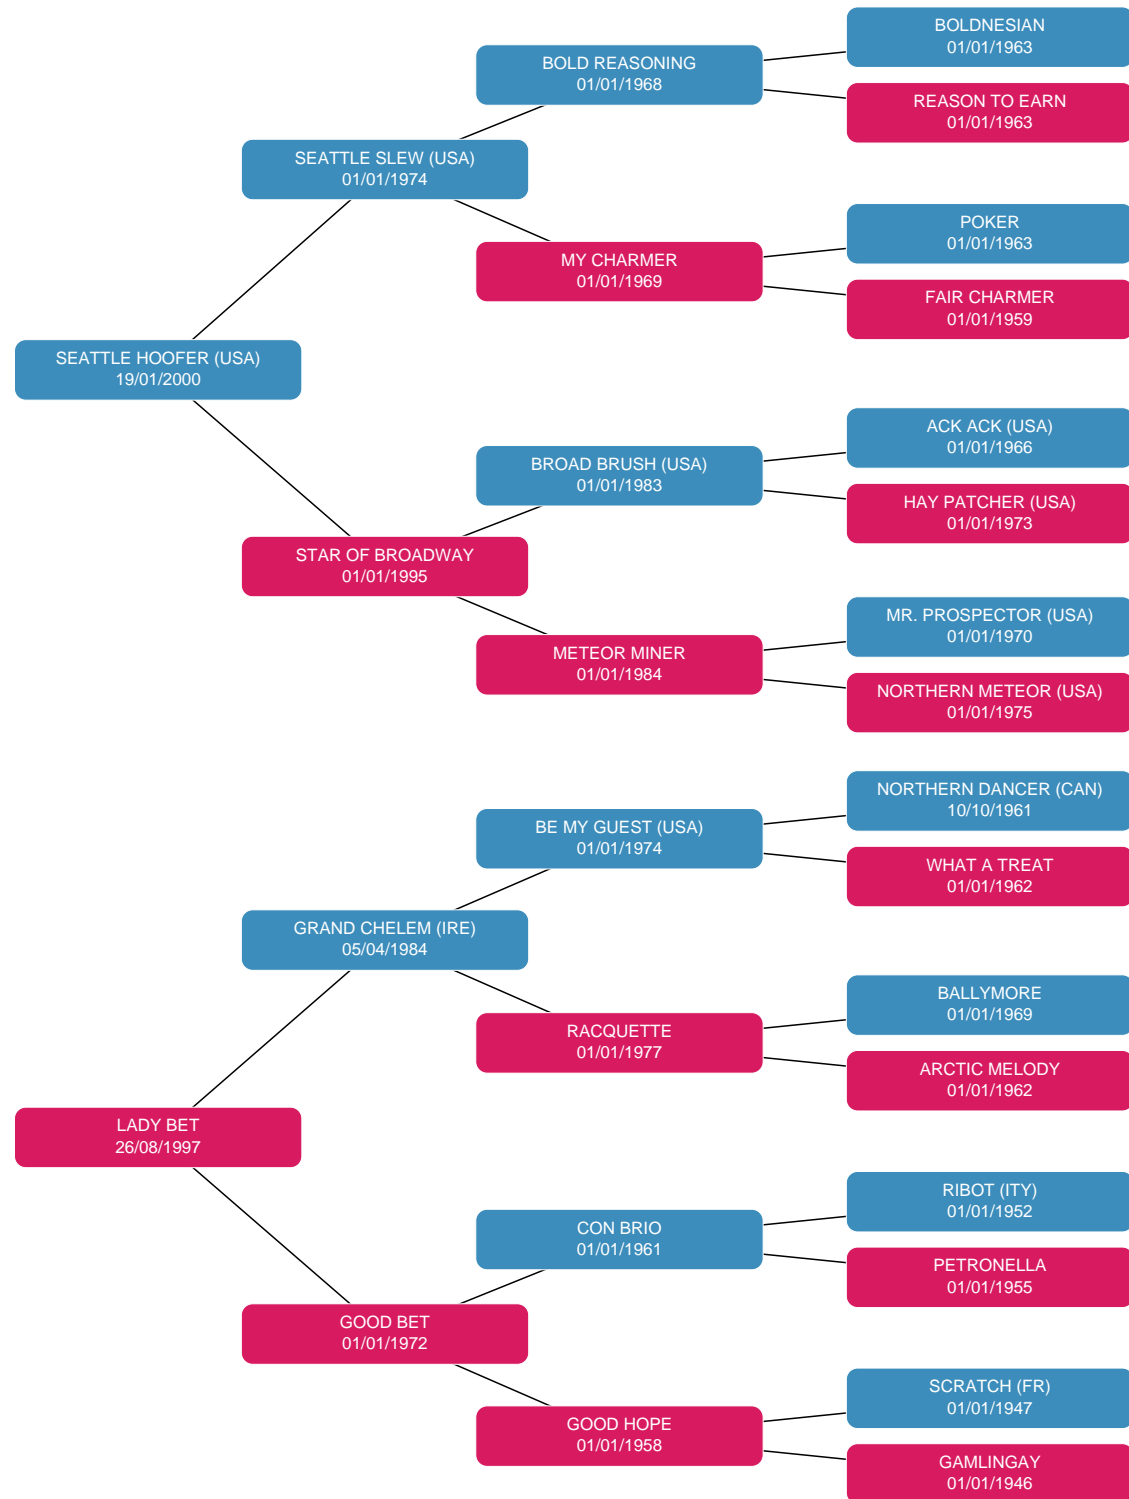 BOLDNESIAN
01/01/1963
BOLD REASONING
01/01/1968
REASON TO EARN
01/01/1963
SEATTLE SLEW (USA)
01/01/1974
POKER
01/01/1963
MY CHARMER
01/01/1969
FAIR CHARMER
01/01/1959
SEATTLE HOOFER (USA)
19/01/2000
ACK ACK (USA)
01/01/1966
BROAD BRUSH (USA)
01/01/1983
HAY PATCHER (USA)
01/01/1973
STAR OF BROADWAY
01/01/1995
MR. PROSPECTOR (USA)
01/01/1970
METEOR MINER
01/01/1984
NORTHERN METEOR (USA)
01/01/1975
NORTHERN DANCER (CAN)
10/10/1961
BE MY GUEST (USA)
01/01/1974
WHAT A TREAT
01/01/1962
GRAND CHELEM (IRE)
05/04/1984
BALLYMORE
01/01/1969
RACQUETTE
01/01/1977
ARCTIC MELODY
01/01/1962
LADY BET
26/08/1997
RIBOT (ITY)
01/01/1952
CON BRIO
01/01/1961
PETRONELLA
01/01/1955
GOOD BET
01/01/1972
SCRATCH (FR)
01/01/1947
GOOD HOPE
01/01/1958
GAMLINGAY
01/01/1946